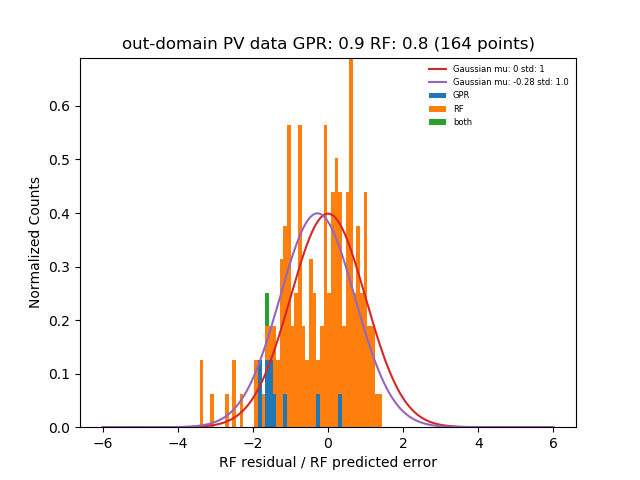 out-domain PV data GPR: 0.9 RF: 0.8 (164 points)
Gaussian mu: 0 std: 1
Gaussian mu: -0.28 std: 1.0
GPR
RF
both
Normalized Counts
0.6
0.5
0.4
0.3
0.2
0.1
0.0
−6 −4 −2 0 2 4 6
RF residual / RF predicted error